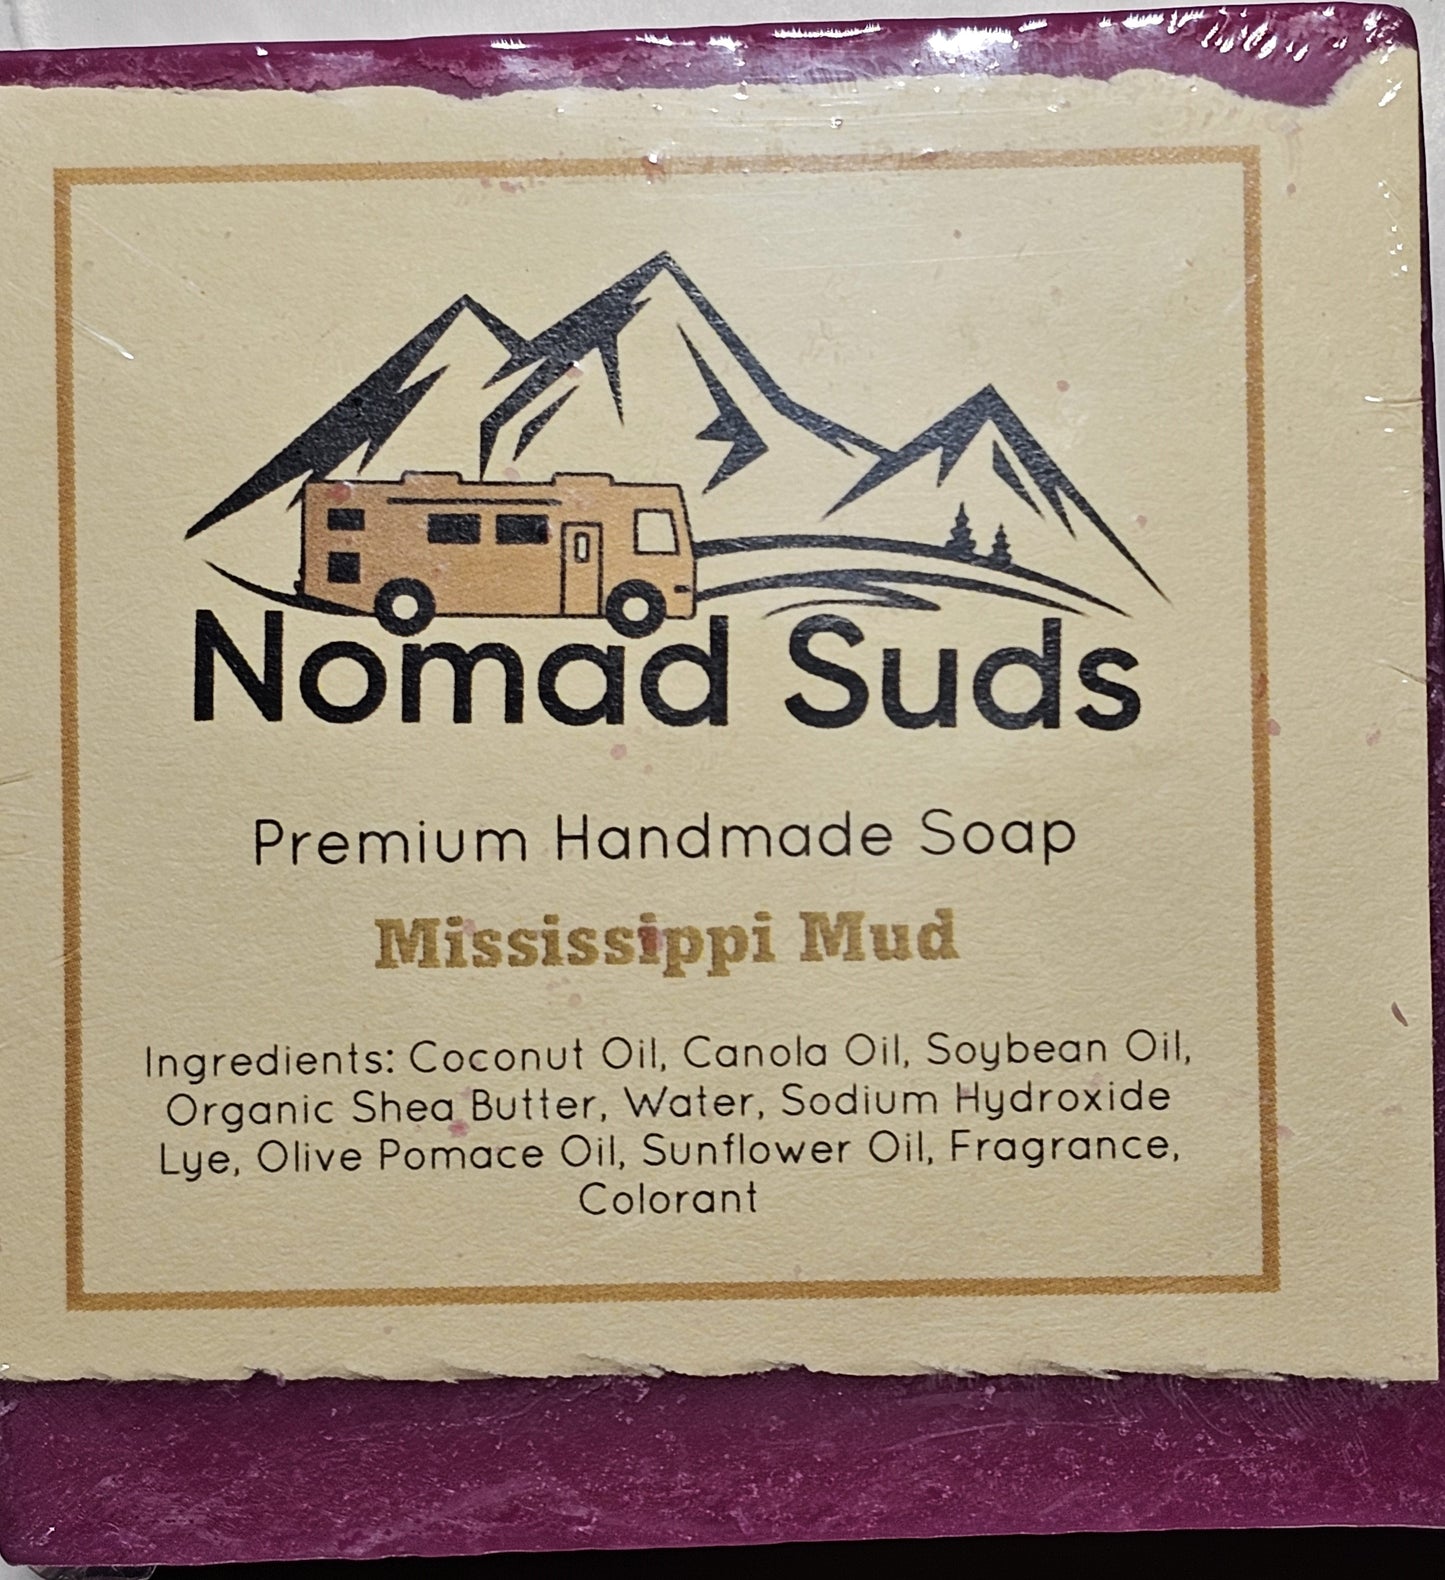 Nomad Suds
Premium Handmade Soap
Mississippi Mud
Ingredients: Coconut Oil, Canola Oil, Soybean Oil,
Organic Shea Butter, Water, Sodium Hydroxide
Lye, Olive Pomace Oil, Sunflower Oil, Fragrance,
Colorant